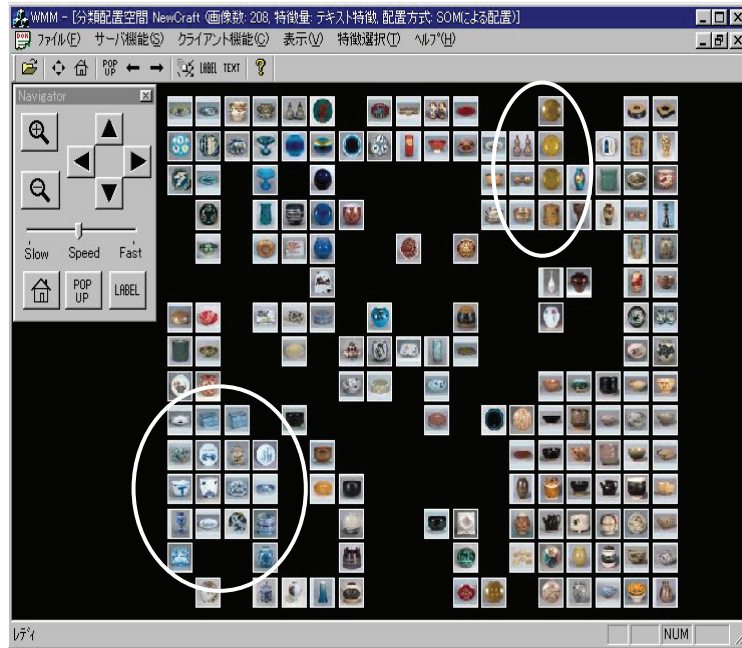 WMM - [分類配置空間 NewCraft (画像数: 208, 特徴量: テキスト特徴, 配置方式: SOMによる配置)]
ファイル(F) サーバ機能(S) クライアント機能(C) 表示(V) 特徴選択(T) ヘルプ(H)
POP UP LABEL TEXT
Navigator
Slow Speed Fast
POP UP LABEL
レディ NUM